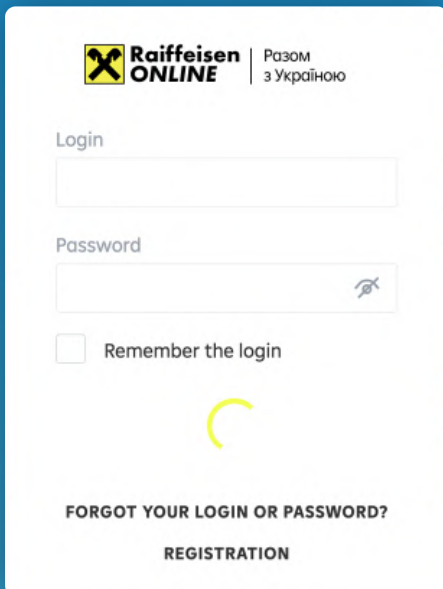 Raiffeisen
ONLINE
Разом
з Україною
Login
Password
Remember the login
FORGOT YOUR LOGIN OR PASSWORD?
REGISTRATION